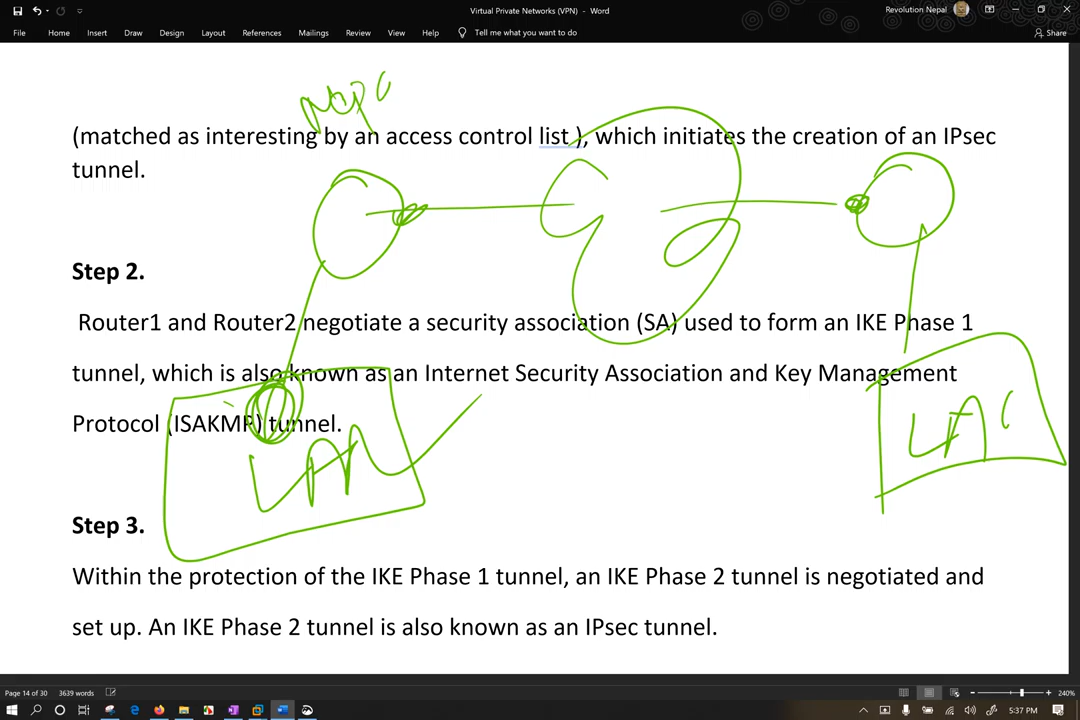 Virtual Private Networks (VPN) - Word
Revolution Nepal
File Home Insert Draw Design Layout References Mailings Review View Help Tell me what you want to do Share
(matched as interesting by an access control list ), which initiates the creation of an IPsec
tunnel.
Step 2.
Router1 and Router2 negotiate a security association (SA) used to form an IKE Phase 1
tunnel, which is also known as an Internet Security Association and Key Management
Protocol (ISAKMP) tunnel.
LAN
Step 3.
Within the protection of the IKE Phase 1 tunnel, an IKE Phase 2 tunnel is negotiated and
set up. An IKE Phase 2 tunnel is also known as an IPsec tunnel.
Page 14 of 30 3639 words 240%
5:37 PM